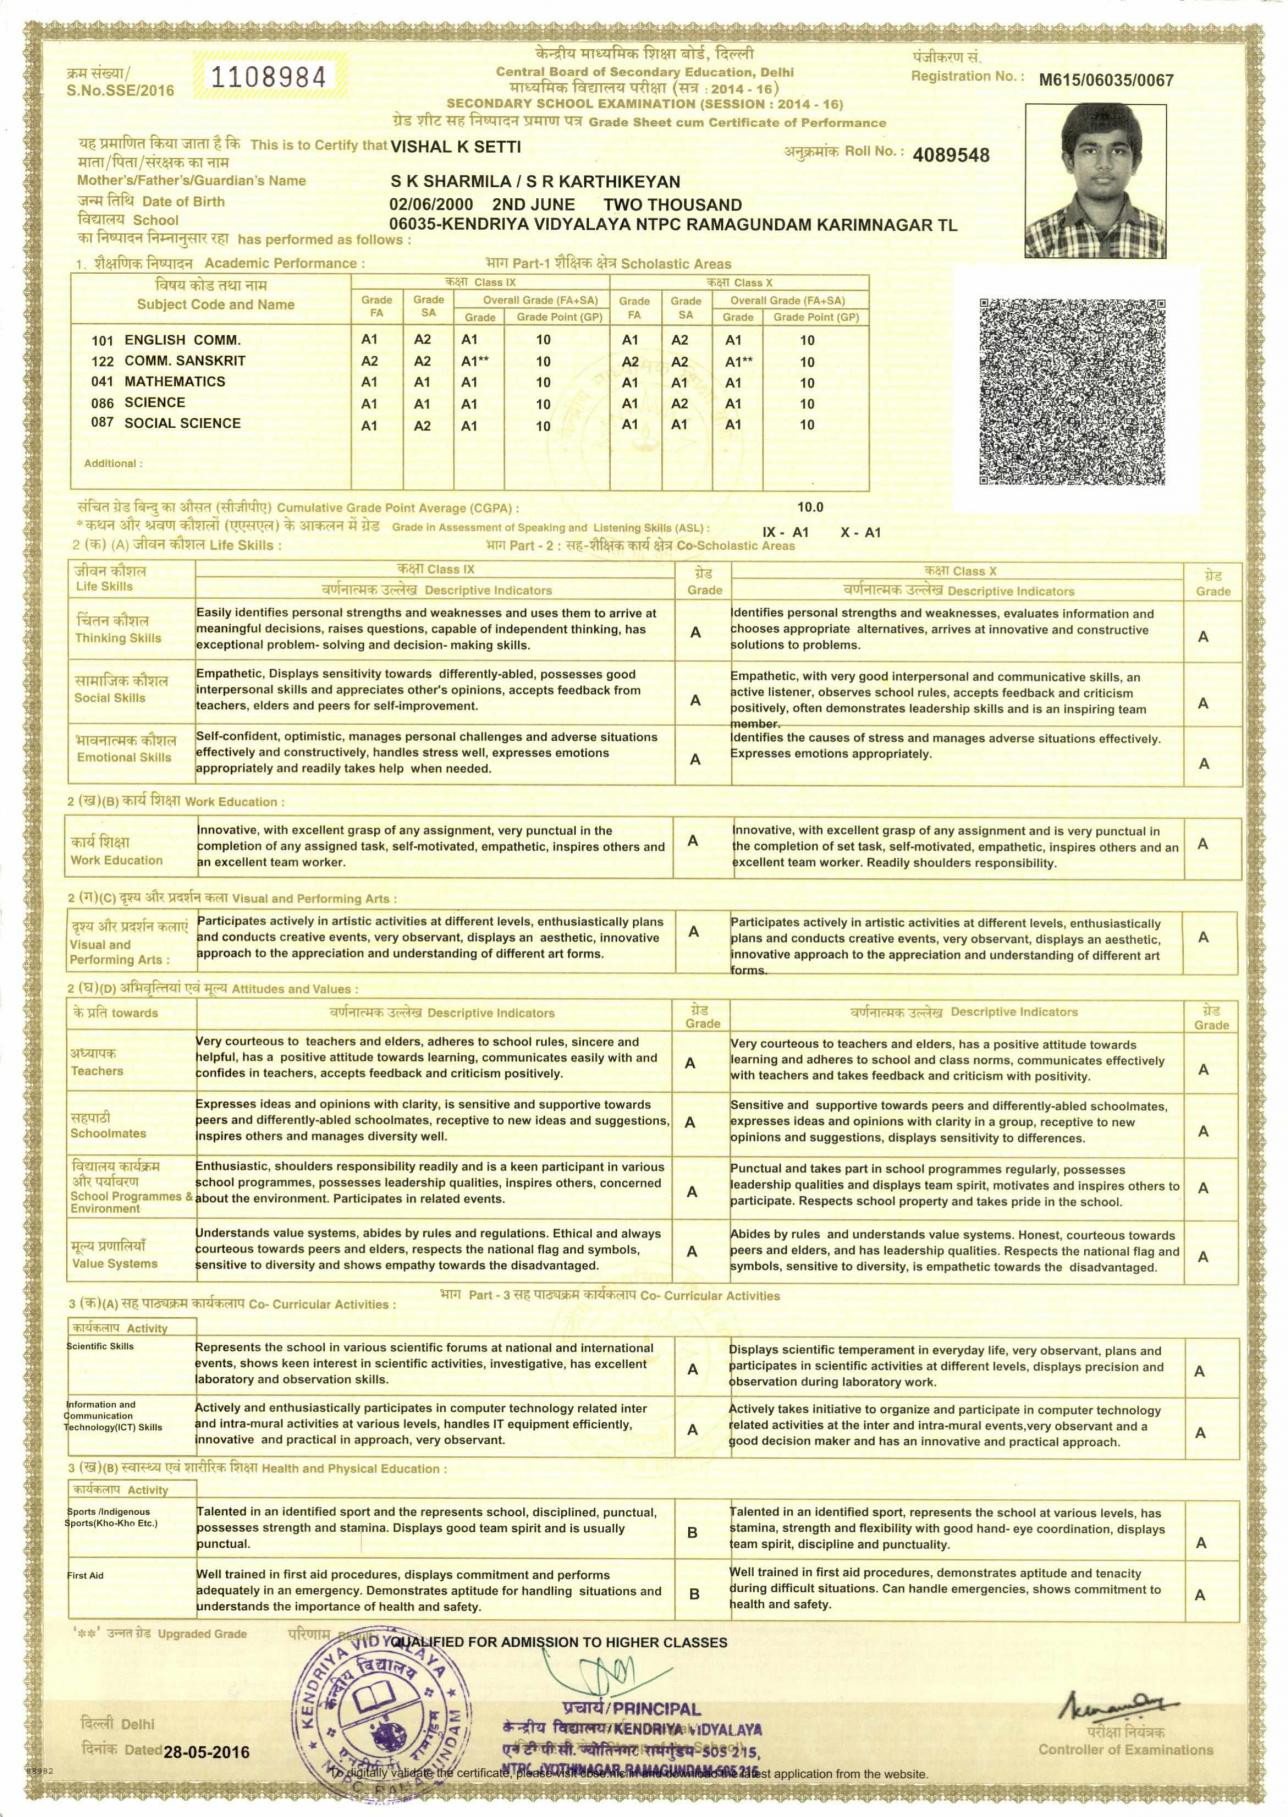 क्रम संख्या/
S.No.SSE/2016
1108984
केन्द्रीय माध्यमिक शिक्षा बोर्ड, दिल्ली
Central Board of Secondary Education, Delhi
माध्यमिक विद्यालय परीक्षा (सत्र : 2014 - 16)
SECONDARY SCHOOL EXAMINATION (SESSION : 2014 - 16)
ग्रेड शीट सह निष्पादन प्रमाण पत्र Grade Sheet cum Certificate of Performance
पंजीकरण सं.
Registration No. : M615/06035/0067
यह प्रमाणित किया जाता है कि This is to Certify that VISHAL K SETTI
अनुक्रमांक Roll No. : 4089548
माता/पिता/संरक्षक का नाम
Mother's/Father's/Guardian's Name S K SHARMILA / S R KARTHIKEYAN
जन्म तिथि Date of Birth 02/06/2000 2ND JUNE TWO THOUSAND
विद्यालय School 06035-KENDRIYA VIDYALAYA NTPC RAMAGUNDAM KARIMNAGAR TL
का निष्पादन निम्नानुसार रहा has performed as follows :
1. शैक्षणिक निष्पादन Academic Performance : भाग Part-1 शैक्षिक क्षेत्र Scholastic Areas
विषय कोड तथा नाम
Subject Code and Name
कक्षा Class IX कक्षा Class X
Grade FA Grade SA Overall Grade (FA+SA) Grade FA Grade SA Overall Grade (FA+SA)
Grade Grade Point (GP) Grade Grade Point (GP)
101 ENGLISH COMM. A1 A2 A1 10 A1 A2 A1 10
122 COMM. SANSKRIT A2 A2 A1** 10 A2 A2 A1** 10
041 MATHEMATICS A1 A1 A1 10 A1 A1 A1 10
086 SCIENCE A1 A1 A1 10 A1 A2 A1 10
087 SOCIAL SCIENCE A1 A2 A1 10 A1 A1 A1 10
Additional :
संचित ग्रेड बिन्दु का औसत (सीजीपीए) Cumulative Grade Point Average (CGPA) : 10.0
*कथन और श्रवण कौशलों (एएसएल) के आकलन में ग्रेड Grade in Assessment of Speaking and Listening Skills (ASL) : IX - A1 X - A1
2 (क) (A) जीवन कौशल Life Skills : भाग Part - 2 : सह-शैक्षिक कार्य क्षेत्र Co-Scholastic Areas
जीवन कौशल
Life Skills
कक्षा Class IX
वर्णनात्मक उल्लेख Descriptive Indicators
ग्रेड
Grade
कक्षा Class X
वर्णनात्मक उल्लेख Descriptive Indicators
ग्रेड
Grade
चिंतन कौशल
Thinking Skills
Easily identifies personal strengths and weaknesses and uses them to arrive at
meaningful decisions, raises questions, capable of independent thinking, has
exceptional problem- solving and decision- making skills.
A
Identifies personal strengths and weaknesses, evaluates information and
chooses appropriate alternatives, arrives at innovative and constructive
solutions to problems.
A
सामाजिक कौशल
Social Skills
Empathetic, Displays sensitivity towards differently-abled, possesses good
interpersonal skills and appreciates other's opinions, accepts feedback from
teachers, elders and peers for self-improvement.
A
Empathetic, with very good interpersonal and communicative skills, an
active listener, observes school rules, accepts feedback and criticism
positively, often demonstrates leadership skills and is an inspiring team
member.
A
भावनात्मक कौशल
Emotional Skills
Self-confident, optimistic, manages personal challenges and adverse situations
effectively and constructively, handles stress well, expresses emotions
appropriately and readily takes help when needed.
A
Identifies the causes of stress and manages adverse situations effectively.
Expresses emotions appropriately.
A
2 (ख)(B) कार्य शिक्षा Work Education :
कार्य शिक्षा
Work Education
Innovative, with excellent grasp of any assignment, very punctual in the
completion of any assigned task, self-motivated, empathetic, inspires others and
an excellent team worker.
A
Innovative, with excellent grasp of any assignment and is very punctual in
the completion of set task, self-motivated, empathetic, inspires others and an
excellent team worker. Readily shoulders responsibility.
A
2 (ग)(C) दृश्य और प्रदर्शन कला Visual and Performing Arts :
दृश्य और प्रदर्शन कलाएं
Visual and
Performing Arts :
Participates actively in artistic activities at different levels, enthusiastically plans
and conducts creative events, very observant, displays an aesthetic, innovative
approach to the appreciation and understanding of different art forms.
A
Participates actively in artistic activities at different levels, enthusiastically
plans and conducts creative events, very observant, displays an aesthetic,
innovative approach to the appreciation and understanding of different art
forms.
A
2 (घ)(D) अभिवृत्तियां एवं मूल्य Attitudes and Values :
के प्रति towards
वर्णनात्मक उल्लेख Descriptive Indicators
ग्रेड
Grade
वर्णनात्मक उल्लेख Descriptive Indicators
ग्रेड
Grade
अध्यापक
Teachers
Very courteous to teachers and elders, adheres to school rules, sincere and
helpful, has a positive attitude towards learning, communicates easily with and
confides in teachers, accepts feedback and criticism positively.
A
Very courteous to teachers and elders, has a positive attitude towards
learning and adheres to school and class norms, communicates effectively
with teachers and takes feedback and criticism with positivity.
A
सहपाठी
Schoolmates
Expresses ideas and opinions with clarity, is sensitive and supportive towards
peers and differently-abled schoolmates, receptive to new ideas and suggestions,
inspires others and manages diversity well.
A
Sensitive and supportive towards peers and differently-abled schoolmates,
expresses ideas and opinions with clarity in a group, receptive to new
opinions and suggestions, displays sensitivity to differences.
A
विद्यालय कार्यक्रम
और पर्यावरण
School Programmes &
Environment
Enthusiastic, shoulders responsibility readily and is a keen participant in various
school programmes, possesses leadership qualities, inspires others, concerned
about the environment. Participates in related events.
A
Punctual and takes part in school programmes regularly, possesses
leadership qualities and displays team spirit, motivates and inspires others to
participate. Respects school property and takes pride in the school.
A
मूल्य प्रणालियाँ
Value Systems
Understands value systems, abides by rules and regulations. Ethical and always
courteous towards peers and elders, respects the national flag and symbols,
sensitive to diversity and shows empathy towards the disadvantaged.
A
Abides by rules and understands value systems. Honest, courteous towards
peers and elders, and has leadership qualities. Respects the national flag and
symbols, sensitive to diversity, is empathetic towards the disadvantaged.
A
3 (क)(A) सह पाठ्यक्रम कार्यकलाप Co- Curricular Activities : भाग Part - 3 सह पाठ्यक्रम कार्यकलाप Co- Curricular Activities
कार्यकलाप Activity
Scientific Skills
Represents the school in various scientific forums at national and international
events, shows keen interest in scientific activities, investigative, has excellent
laboratory and observation skills.
A
Displays scientific temperament in everyday life, very observant, plans and
participates in scientific activities at different levels, displays precision and
observation during laboratory work.
A
Information and
Communication
Technology(ICT) Skills
Actively and enthusiastically participates in computer technology related inter
and intra-mural activities at various levels, handles IT equipment efficiently,
innovative and practical in approach, very observant.
A
Actively takes initiative to organize and participate in computer technology
related activities at the inter and intra-mural events,very observant and a
good decision maker and has an innovative and practical approach.
A
3 (ख)(B) स्वास्थ्य एवं शारीरिक शिक्षा Health and Physical Education :
कार्यकलाप Activity
Sports /Indigenous
Sports(Kho-Kho Etc.)
Talented in an identified sport and the represents school, disciplined, punctual,
possesses strength and stamina. Displays good team spirit and is usually
punctual.
B
Talented in an identified sport, represents the school at various levels, has
stamina, strength and flexibility with good hand- eye coordination, displays
team spirit, discipline and punctuality.
A
First Aid
Well trained in first aid procedures, displays commitment and performs
adequately in an emergency. Demonstrates aptitude for handling situations and
understands the importance of health and safety.
B
Well trained in first aid procedures, demonstrates aptitude and tenacity
during difficult situations. Can handle emergencies, shows commitment to
health and safety.
A
'**' उन्नत ग्रेड Upgraded Grade परिणाम QUALIFIED FOR ADMISSION TO HIGHER CLASSES
KENDRIYA VIDYALAYA
केन्द्रीय विद्यालय
NTPC RAMAGUNDAM
प्रचार्य/PRINCIPAL
केन्द्रीय विद्यालय/KENDRIYA VIDYALAYA
एन टी पी सी. ज्योतिनगर रामगुंडम-505 215,
NTPC JYOTHINAGAR RAMAGUNDAM-505 215
दिल्ली Delhi
दिनांक Dated 28-05-2016
परीक्षा नियंत्रक
Controller of Examinations
To digitally validate the certificate, please visit cbse.nic.in and download the latest application from the website.